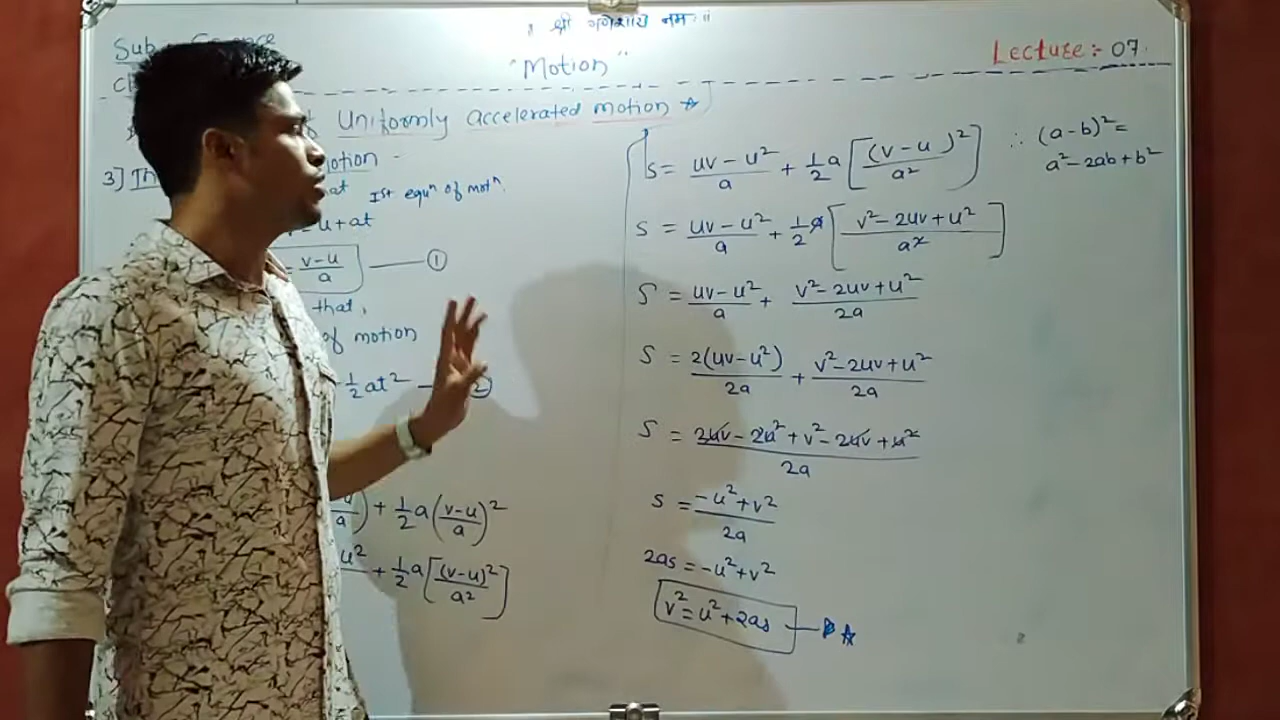 ॥ श्री गणेशाय नमः ॥
Sub
"Motion"
Lecture :- 07.
of Uniformly accelerated motion ☆
3] Th otion -
at Ist equⁿ of motⁿ.
u+at
= v-u/a —— ①
that,
of motion
½at² — ②
/a) + ½a(v-u/a)²
u² + ½a[(v-u)²/a²]
S = uv-u²/a + ½a[(v-u)²/a²] ∴ (a-b)² =
a²-2ab+b²
S = uv-u²/a + ½a[v²-2uv+u²/a²]
S = uv-u²/a + v²-2uv+u²/2a
S = 2(uv-u²)/2a + v²-2uv+u²/2a
S = 2uv-2u²+v²-2uv+u²/2a
S = -u²+v²/2a
2as = -u²+v²
v²=u²+2as